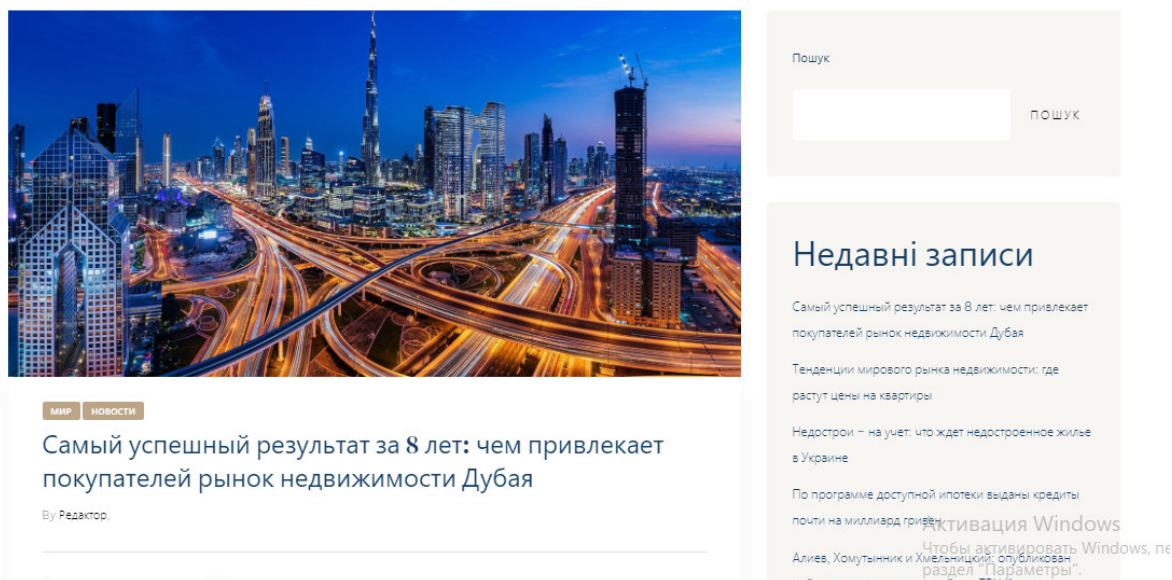 МИР НОВОСТИ
Самый успешный результат за 8 лет: чем привлекает
покупателей рынок недвижимости Дубая
By Редактор,
Пошук
ПОШУК
Недавні записи
Самый успешный результат за 8 лет: чем привлекает
покупателей рынок недвижимости Дубая
Тенденции мирового рынка недвижимости: где
растут цены на квартиры
Недострои – на учет: что ждет недостроенное жилье
в Украине
По программе доступной ипотеки выданы кредиты
почти на миллиард гривен
Алиев, Хомутынник и Хмельницкий: опубликован
Активация Windows
Чтобы активировать Windows, пе
раздел "Параметры".